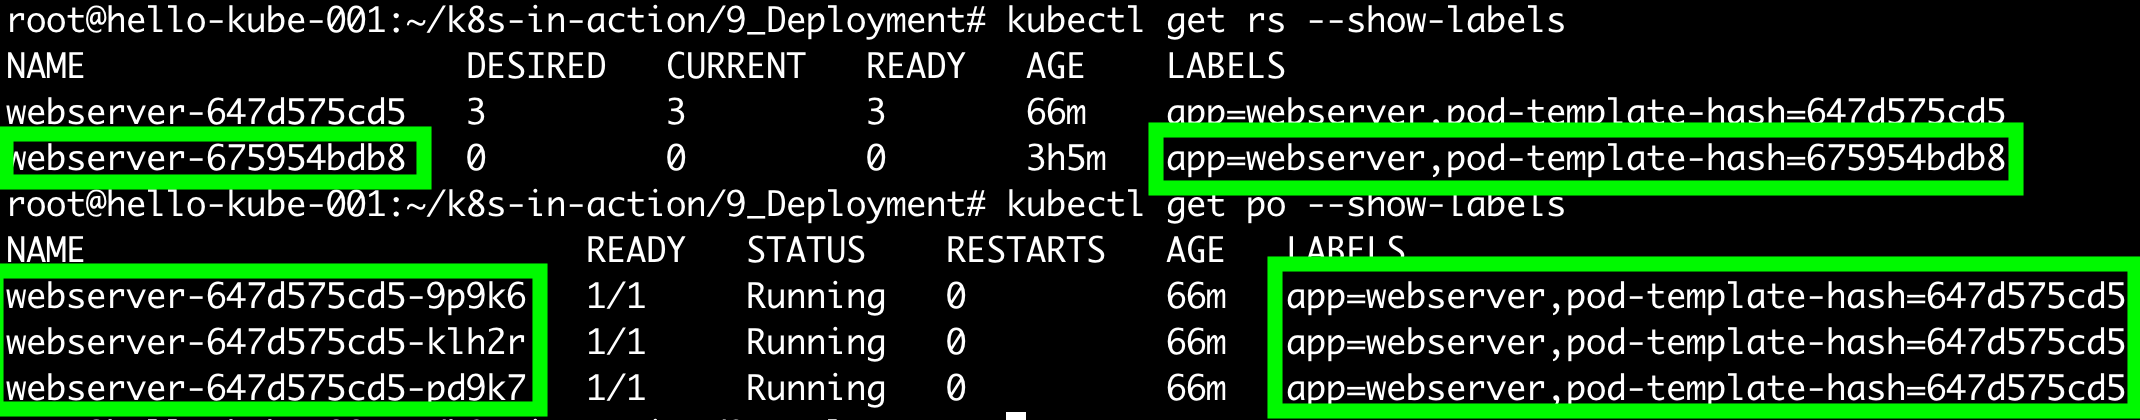 root@hello-kube-001:~/k8s-in-action/9_Deployment# kubectl get rs --show-labels
NAME DESIRED CURRENT READY AGE LABELS
webserver-647d575cd5 3 3 3 66m app=webserver,pod-template-hash=647d575cd5
webserver-675954bdb8 0 0 0 3h5m app=webserver,pod-template-hash=675954bdb8
root@hello-kube-001:~/k8s-in-action/9_Deployment# kubectl get po --show-labels
NAME READY STATUS RESTARTS AGE LABELS
webserver-647d575cd5-9p9k6 1/1 Running 0 66m app=webserver,pod-template-hash=647d575cd5
webserver-647d575cd5-klh2r 1/1 Running 0 66m app=webserver,pod-template-hash=647d575cd5
webserver-647d575cd5-pd9k7 1/1 Running 0 66m app=webserver,pod-template-hash=647d575cd5